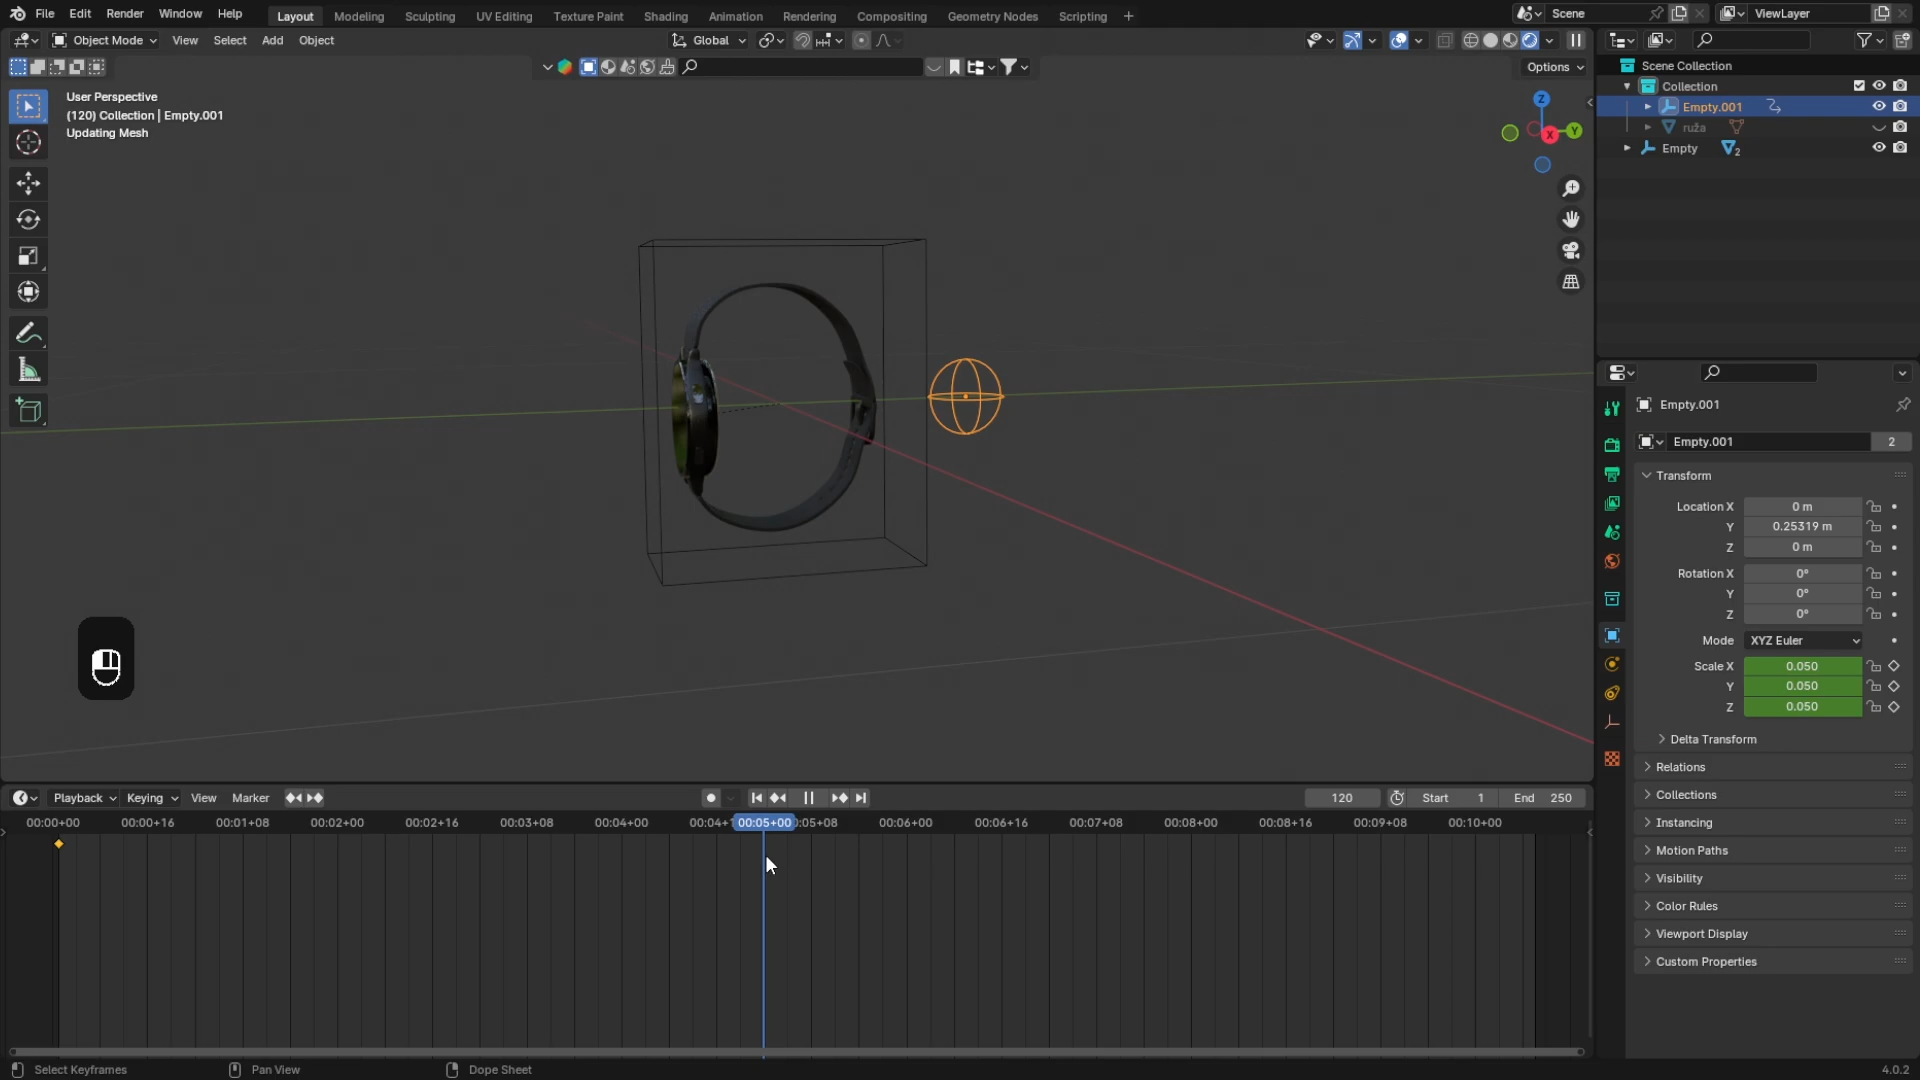 File Edit Render Window Help Layout Modeling Sculpting UV Editing Texture Paint Shading Animation Rendering Compositing Geometry Nodes Scripting + Scene ViewLayer
Object Mode View Select Add Object Global
Options
User Perspective
(120) Collection | Empty.001
Updating Mesh
Z
Y
X
Scene Collection
Collection
Empty.001
ruža
Empty 2
Empty.001
Empty.001 2
Transform
Location X 0 m
Y 0.25319 m
Z 0 m
Rotation X 0°
Y 0°
Z 0°
Mode XYZ Euler
Scale X 0.050
Y 0.050
Z 0.050
Delta Transform
Relations
Collections
Instancing
Motion Paths
Visibility
Color Rules
Viewport Display
Custom Properties
Playback Keying View Marker 120 Start 1 End 250
00:00+00 00:00+16 00:01+08 00:02+00 00:02+16 00:03+08 00:04+00 00:04+1 00:05+00 0:05+08 00:06+00 00:06+16 00:07+08 00:08+00 00:08+16 00:09+08 00:10+00
Select Keyframes Pan View Dope Sheet 4.0.2